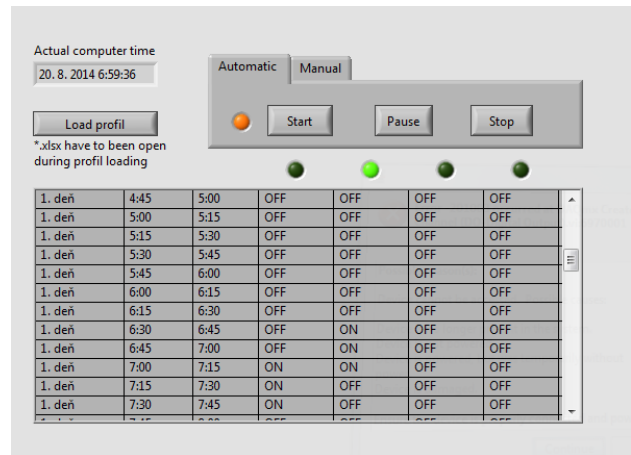 Actual computer time
20. 8. 2014 6:59:36
Automatic Manual
Load profil
Start Pause Stop
*.xlsx have to been open
during profil loading
1. deň 4:45 5:00 OFF OFF OFF OFF
1. deň 5:00 5:15 OFF OFF OFF OFF
1. deň 5:15 5:30 OFF OFF OFF OFF
1. deň 5:30 5:45 OFF OFF OFF OFF
1. deň 5:45 6:00 OFF OFF OFF OFF
1. deň 6:00 6:15 OFF OFF OFF OFF
1. deň 6:15 6:30 OFF OFF OFF OFF
1. deň 6:30 6:45 OFF ON OFF OFF
1. deň 6:45 7:00 OFF ON OFF OFF
1. deň 7:00 7:15 ON ON OFF OFF
1. deň 7:15 7:30 ON OFF OFF OFF
1. deň 7:30 7:45 ON OFF OFF OFF